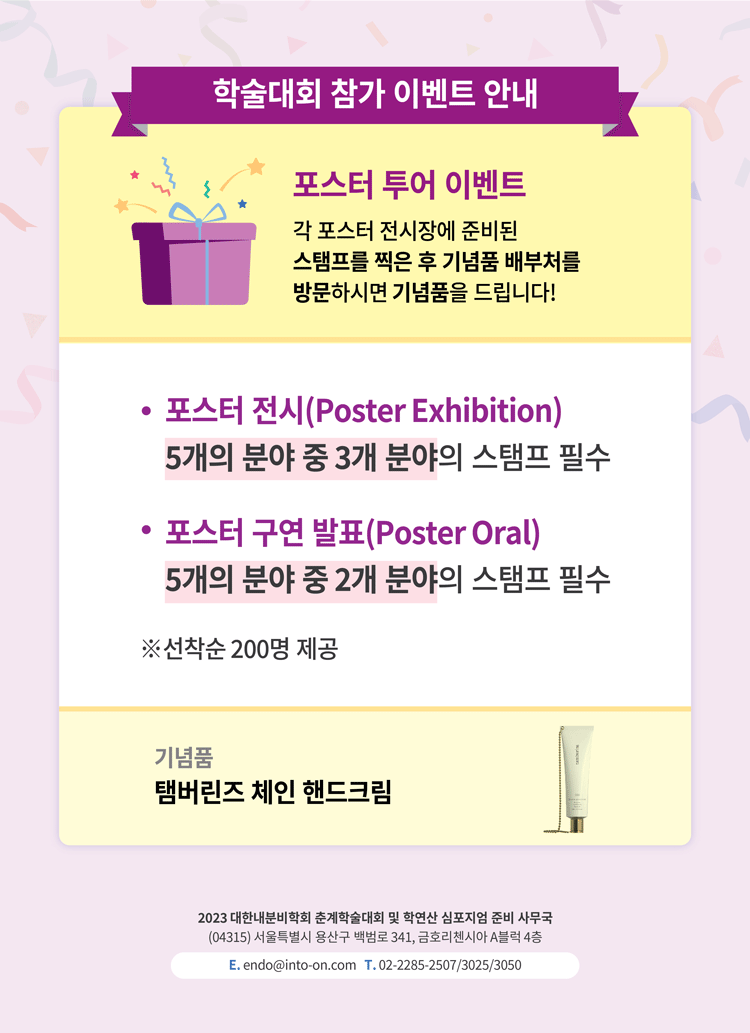 학술대회 참가 이벤트 안내
포스터 투어 이벤트
각 포스터 전시장에 준비된
스탬프를 찍은 후 기념품 배부처를
방문하시면 기념품을 드립니다!
• 포스터 전시(Poster Exhibition)
5개의 분야 중 3개 분야의 스탬프 필수
• 포스터 구연 발표(Poster Oral)
5개의 분야 중 2개 분야의 스탬프 필수
※선착순 200명 제공
기념품
탬버린즈 체인 핸드크림
2023 대한내분비학회 춘계학술대회 및 학연산 심포지엄 준비 사무국
(04315) 서울특별시 용산구 백범로 341, 금호리첸시아 A블럭 4층
E. endo@into-on.com T. 02-2285-2507/3025/3050